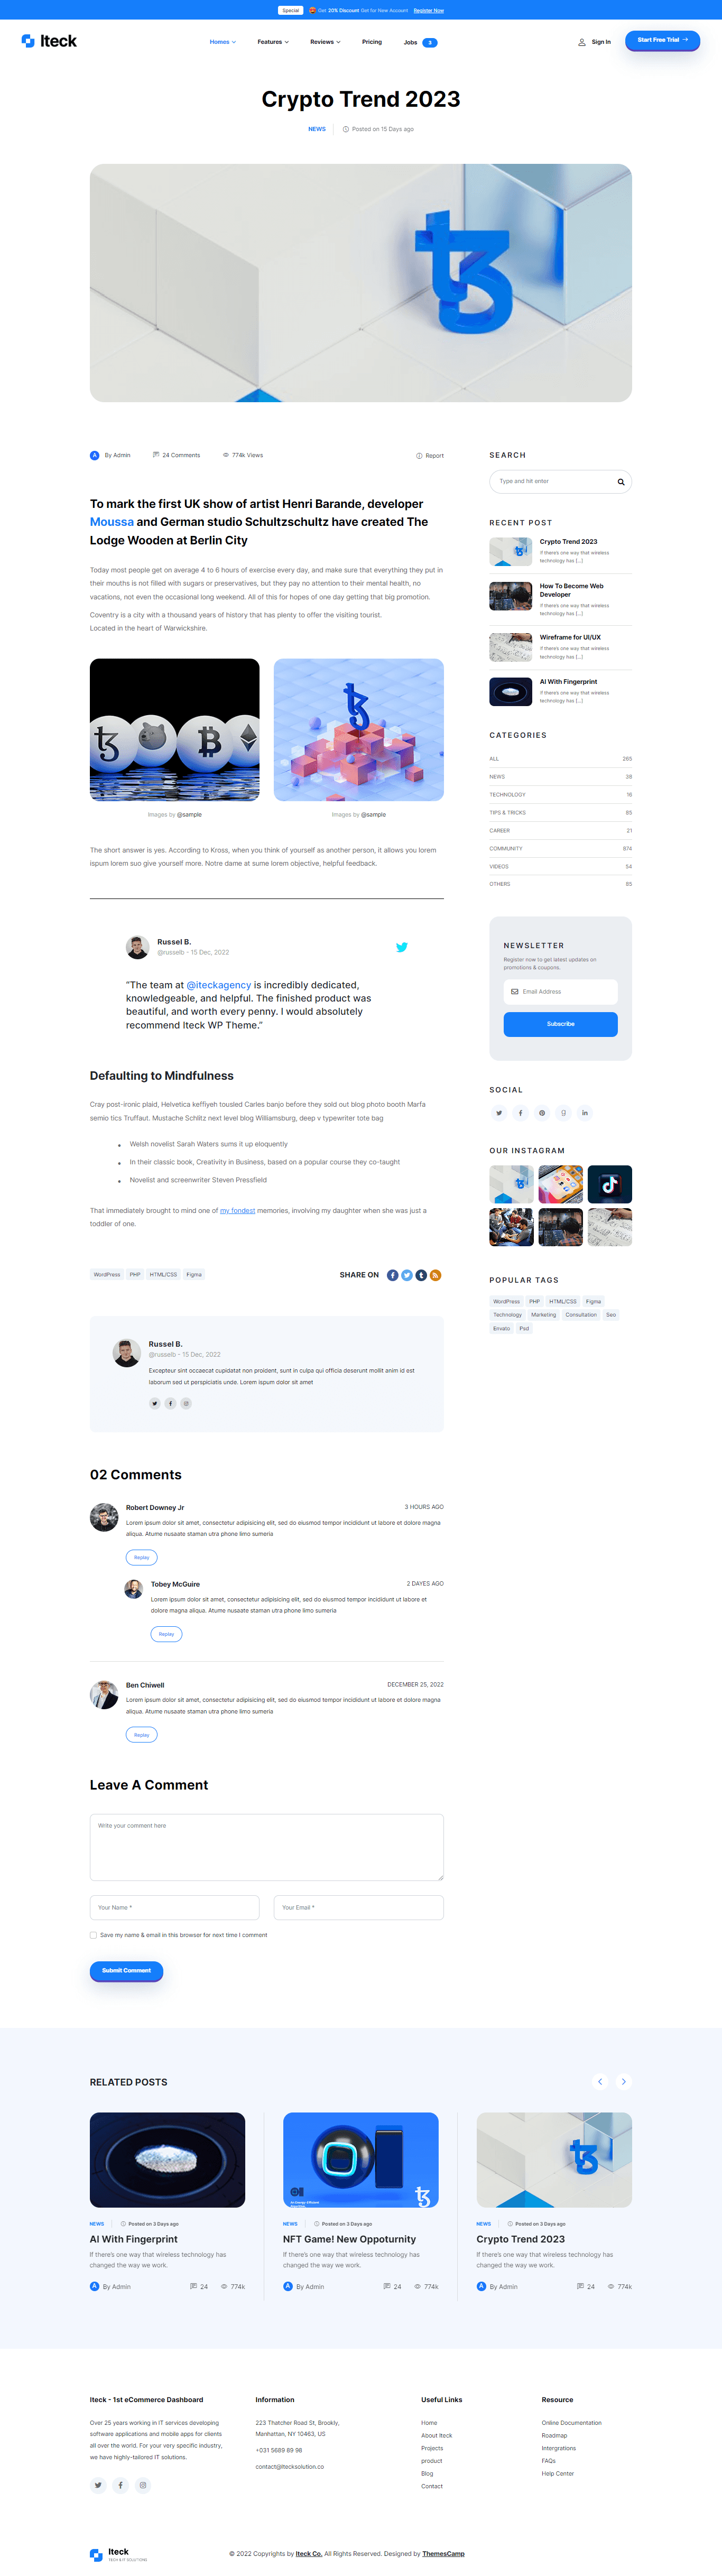 Special Get 20% Discount Get for New Account Register Now
Iteck
Homes
Features
Reviews
Pricing
Jobs 3
Sign In
Start Free Trial
Crypto Trend 2023
NEWS
Posted on 15 Days ago
A By Admin
24 Comments
774k Views
Report
To mark the first UK show of artist Henri Barande, developer
Moussa and German studio Schultzschultz have created The
Lodge Wooden at Berlin City
Today most people get on average 4 to 6 hours of exercise every day, and make sure that everything they put in
their mouths is not filled with sugars or preservatives, but they pay no attention to their mental health, no
vacations, not even the occasional long weekend. All of this for hopes of one day getting that big promotion.
Coventry is a city with a thousand years of history that has plenty to offer the visiting tourist.
Located in the heart of Warwickshire.
Images by @sample
Images by @sample
The short answer is yes. According to Kross, when you think of yourself as another person, it allows you lorem
ispum lorem suo give yourself more. Notre dame at sume lorem objective, helpful feedback.
Russel B.
@russelb - 15 Dec, 2022
"The team at @iteckagency is incredibly dedicated,
knowledgeable, and helpful. The finished product was
beautiful, and worth every penny. I would absolutely
recommend Iteck WP Theme."
Defaulting to Mindfulness
Cray post-ironic plaid, Helvetica keffiyeh tousled Carles banjo before they sold out blog photo booth Marfa
semio tics Truffaut. Mustache Schlitz next level blog Williamsburg, deep v typewriter tote bag
Welsh novelist Sarah Waters sums it up eloquently
In their classic book, Creativity in Business, based on a popular course they co-taught
Novelist and screenwriter Steven Pressfield
That immediately brought to mind one of my fondest memories, involving my daughter when she was just a
toddler of one.
WordPress
PHP
HTML/CSS
Figma
SHARE ON
Russel B.
@russelb - 15 Dec, 2022
Excepteur sint occaecat cupidatat non proident, sunt in culpa qui officia deserunt mollit anim id est
laborum sed ut perspiciatis unde. Lorem ispum dolor sit amet
02 Comments
Robert Downey Jr
3 HOURS AGO
Lorem ipsum dolor sit amet, consectetur adipisicing elit, sed do eiusmod tempor incididunt ut labore et dolore magna
aliqua. Atume nusaate staman utra phone limo sumeria
Replay
Tobey McGuire
2 DAYES AGO
Lorem ipsum dolor sit amet, consectetur adipisicing elit, sed do eiusmod tempor incididunt ut labore et
dolore magna aliqua. Atume nusaate staman utra phone limo sumeria
Replay
Ben Chiwell
DECEMBER 25, 2022
Lorem ipsum dolor sit amet, consectetur adipisicing elit, sed do eiusmod tempor incididunt ut labore et dolore magna
aliqua. Atume nusaate staman utra phone limo sumeria
Replay
Leave A Comment
Write your comment here
Your Name *
Your Email *
Save my name & email in this browser for next time I comment
Submit Comment
SEARCH
Type and hit enter
RECENT POST
Crypto Trend 2023
If there's one way that wireless
technology has [...]
How To Become Web
Developer
If there's one way that wireless
technology has [...]
Wireframe for UI/UX
If there's one way that wireless
technology has [...]
AI With Fingerprint
If there's one way that wireless
technology has [...]
CATEGORIES
ALL 265
NEWS 38
TECHNOLOGY 16
TIPS & TRICKS 85
CAREER 21
COMMUNITY 874
VIDEOS 54
OTHERS 85
NEWSLETTER
Register now to get latest updates on
promotions & coupons.
Email Address
Subscribe
SOCIAL
OUR INSTAGRAM
POPULAR TAGS
WordPress PHP HTML/CSS Figma
Technology Marketing Consultation Seo
Envato Psd
RELATED POSTS
NEWS
Posted on 3 Days ago
AI With Fingerprint
If there's one way that wireless technology has
changed the way we work.
A By Admin
24
774k
NEWS
Posted on 3 Days ago
NFT Game! New Oppoturnity
If there's one way that wireless technology has
changed the way we work.
A By Admin
24
774k
NEWS
Posted on 3 Days ago
Crypto Trend 2023
If there's one way that wireless technology has
changed the way we work.
A By Admin
24
774k
Iteck - 1st eCommerce Dashboard
Over 25 years working in IT services developing
software applications and mobile apps for clients
all over the world. For your very specific industry,
we have highly-tailored IT solutions.
Information
223 Thatcher Road St, Brookly,
Manhattan, NY 10463, US
+031 5689 89 98
contact@ltecksolution.co
Useful Links
Home
About Iteck
Projects
product
Blog
Contact
Resource
Online Documentation
Roadmap
Intergrations
FAQs
Help Center
Iteck
TECH & IT SOLUTIONS
© 2022 Copyrights by Iteck Co. All Rights Reserved. Designed by ThemesCamp